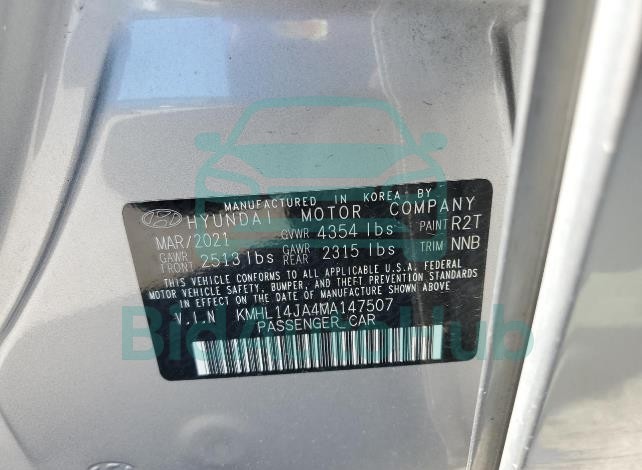 MANUFACTURED IN KOREA BY
HYUNDAI MOTOR COMPANY
MAR/2021 GVWR 4354 lbs PAINT R2T
GAWR FRONT 2513 lbs GAWR REAR 2315 lbs TRIM NNB
THIS VEHICLE CONFORMS TO ALL APPLICABLE U.S.A. FEDERAL
MOTOR VEHICLE SAFETY, BUMPER, AND THEFT PREVENTION STANDARDS
IN EFFECT ON THE DATE OF MANUFACTURE SHOWN ABOVE
V.I.N KMHL14JA4MA147507
PASSENGER CAR
BidAutoHub